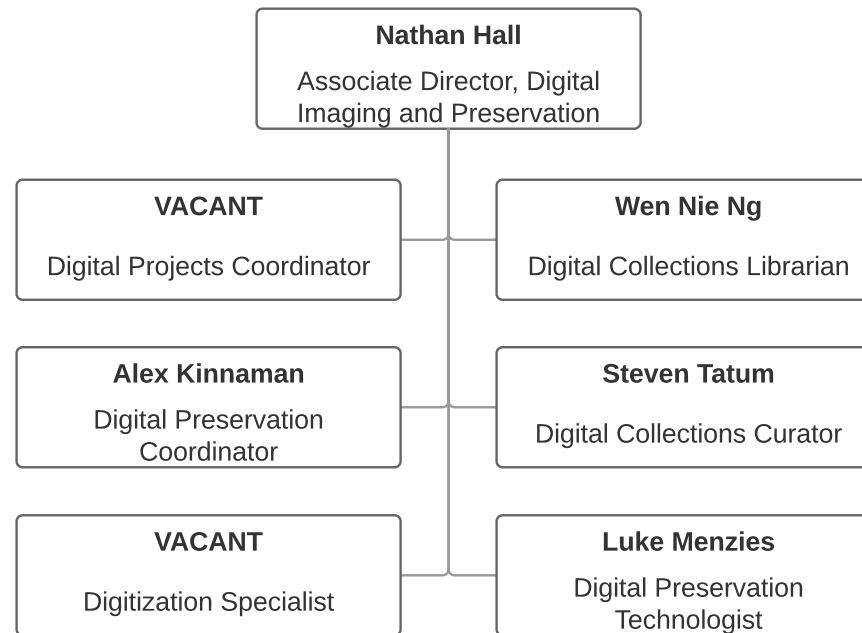 Nathan Hall
Associate Director, Digital
Imaging and Preservation
VACANT
Digital Projects Coordinator
Wen Nie Ng
Digital Collections Librarian
Alex Kinnaman
Digital Preservation
Coordinator
Steven Tatum
Digital Collections Curator
VACANT
Digitization Specialist
Luke Menzies
Digital Preservation
Technologist